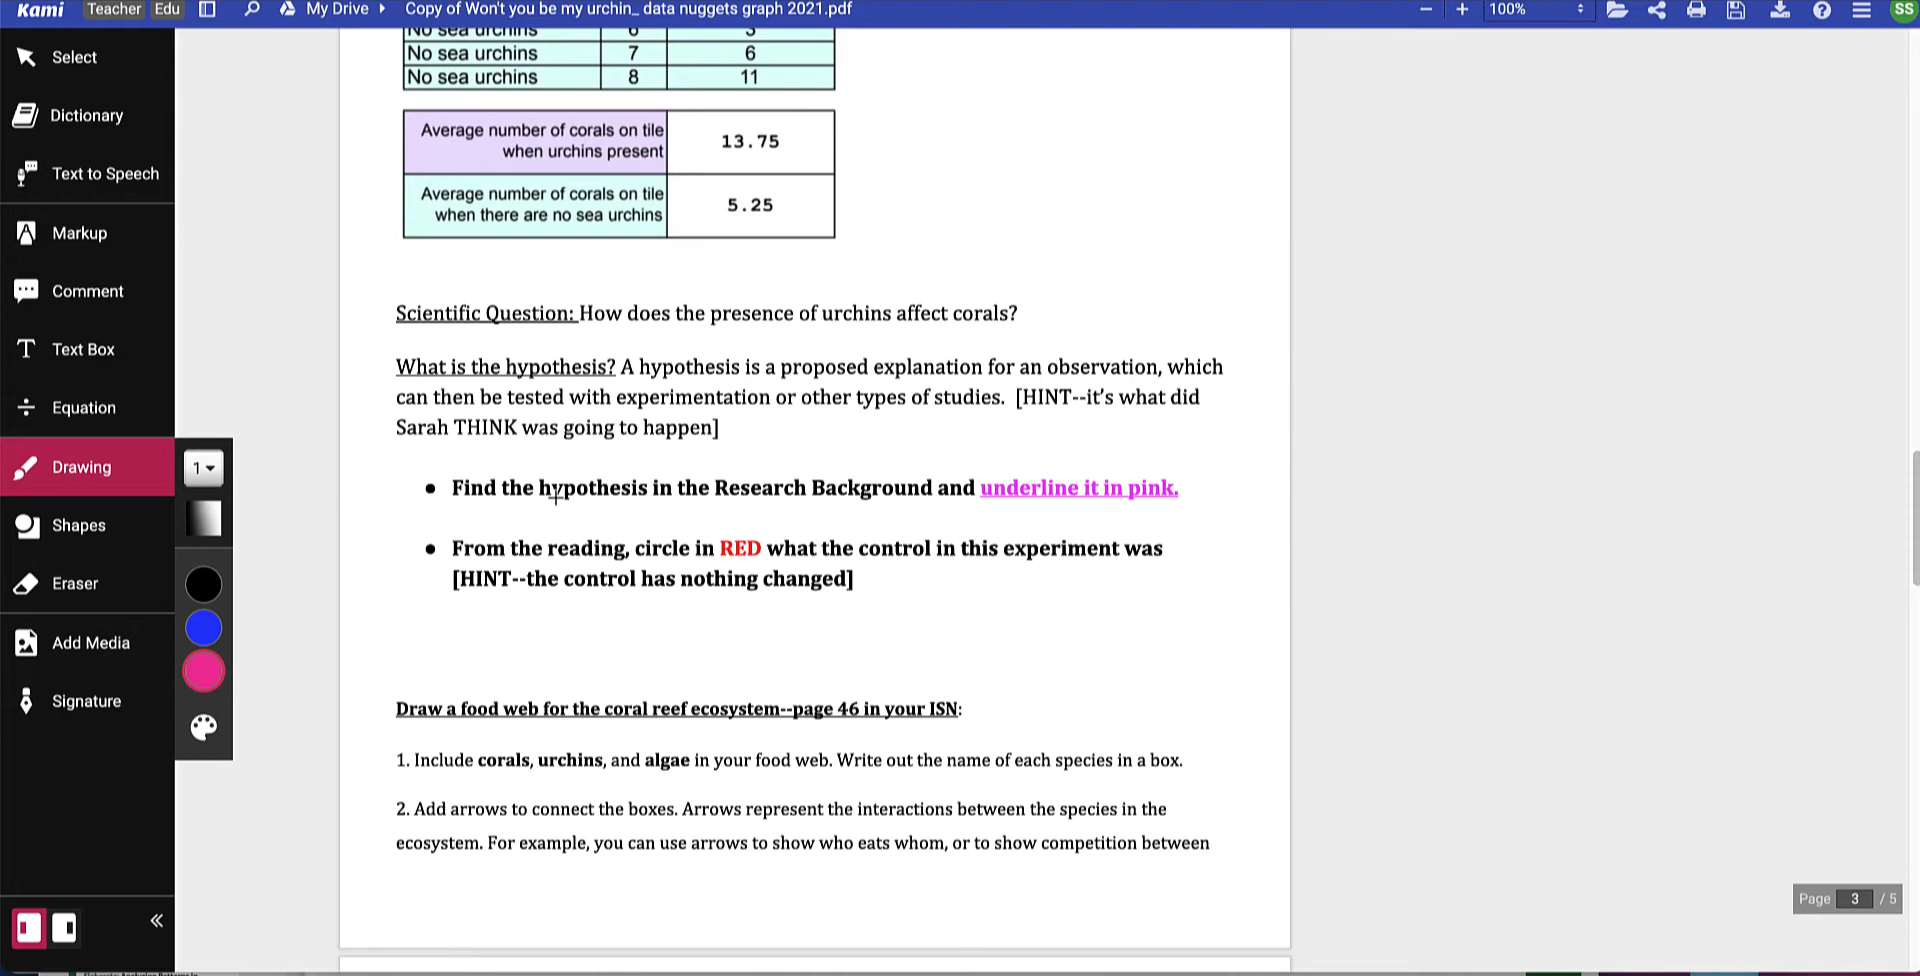 Kami Teacher Edu My Drive Copy of Won't you be my urchin_ data nuggets graph 2021.pdf 100% SS
Select
Dictionary
Text to Speech
Markup
Comment
Text Box
Equation
Drawing
1
Shapes
Eraser
Add Media
Signature
No sea urchins 6
No sea urchins 7 6
No sea urchins 8 11
Average number of corals on tile
when urchins present
13.75
Average number of corals on tile
when there are no sea urchins
5.25
Scientific Question: How does the presence of urchins affect corals?
What is the hypothesis? A hypothesis is a proposed explanation for an observation, which
can then be tested with experimentation or other types of studies. [HINT--it's what did
Sarah THINK was going to happen]
● Find the hypothesis in the Research Background and underline it in pink.
● From the reading, circle in RED what the control in this experiment was
[HINT--the control has nothing changed]
Draw a food web for the coral reef ecosystem--page 46 in your ISN:
1. Include corals, urchins, and algae in your food web. Write out the name of each species in a box.
2. Add arrows to connect the boxes. Arrows represent the interactions between the species in the
ecosystem. For example, you can use arrows to show who eats whom, or to show competition between
Page 3 / 5